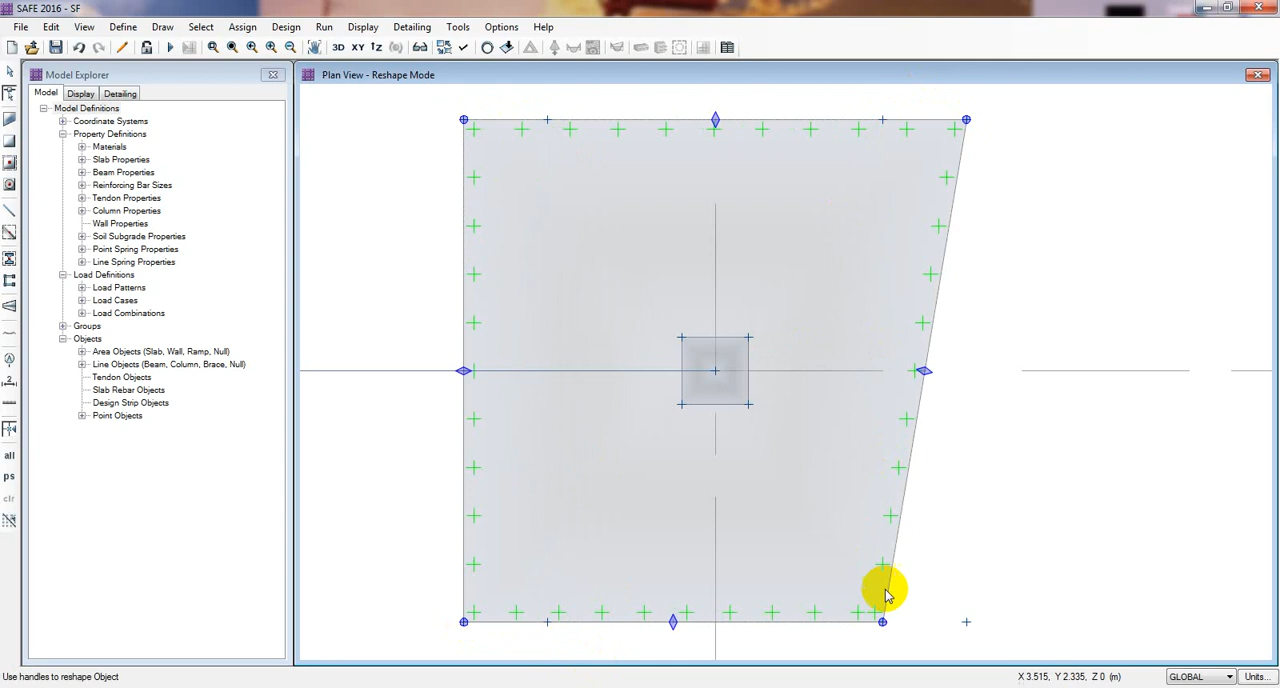 SAFE 2016 - SF
File Edit View Define Draw Select Assign Design Run Display Detailing Tools Options Help
3D XY
Model Explorer
Plan View - Reshape Mode
Model Display Detailing
Model Definitions
Coordinate Systems
Property Definitions
Materials
Slab Properties
Beam Properties
Reinforcing Bar Sizes
Tendon Properties
Column Properties
Wall Properties
Soil Subgrade Properties
Point Spring Properties
Line Spring Properties
Load Definitions
Load Patterns
Load Cases
Load Combinations
Groups
Objects
Area Objects (Slab, Wall, Ramp, Null)
Line Objects (Beam, Column, Brace, Null)
Tendon Objects
Slab Rebar Objects
Design Strip Objects
Point Objects
all
ps
clr
Use handles to reshape Object
X 3.515, Y 2.335, Z 0 (m)
GLOBAL
Units...